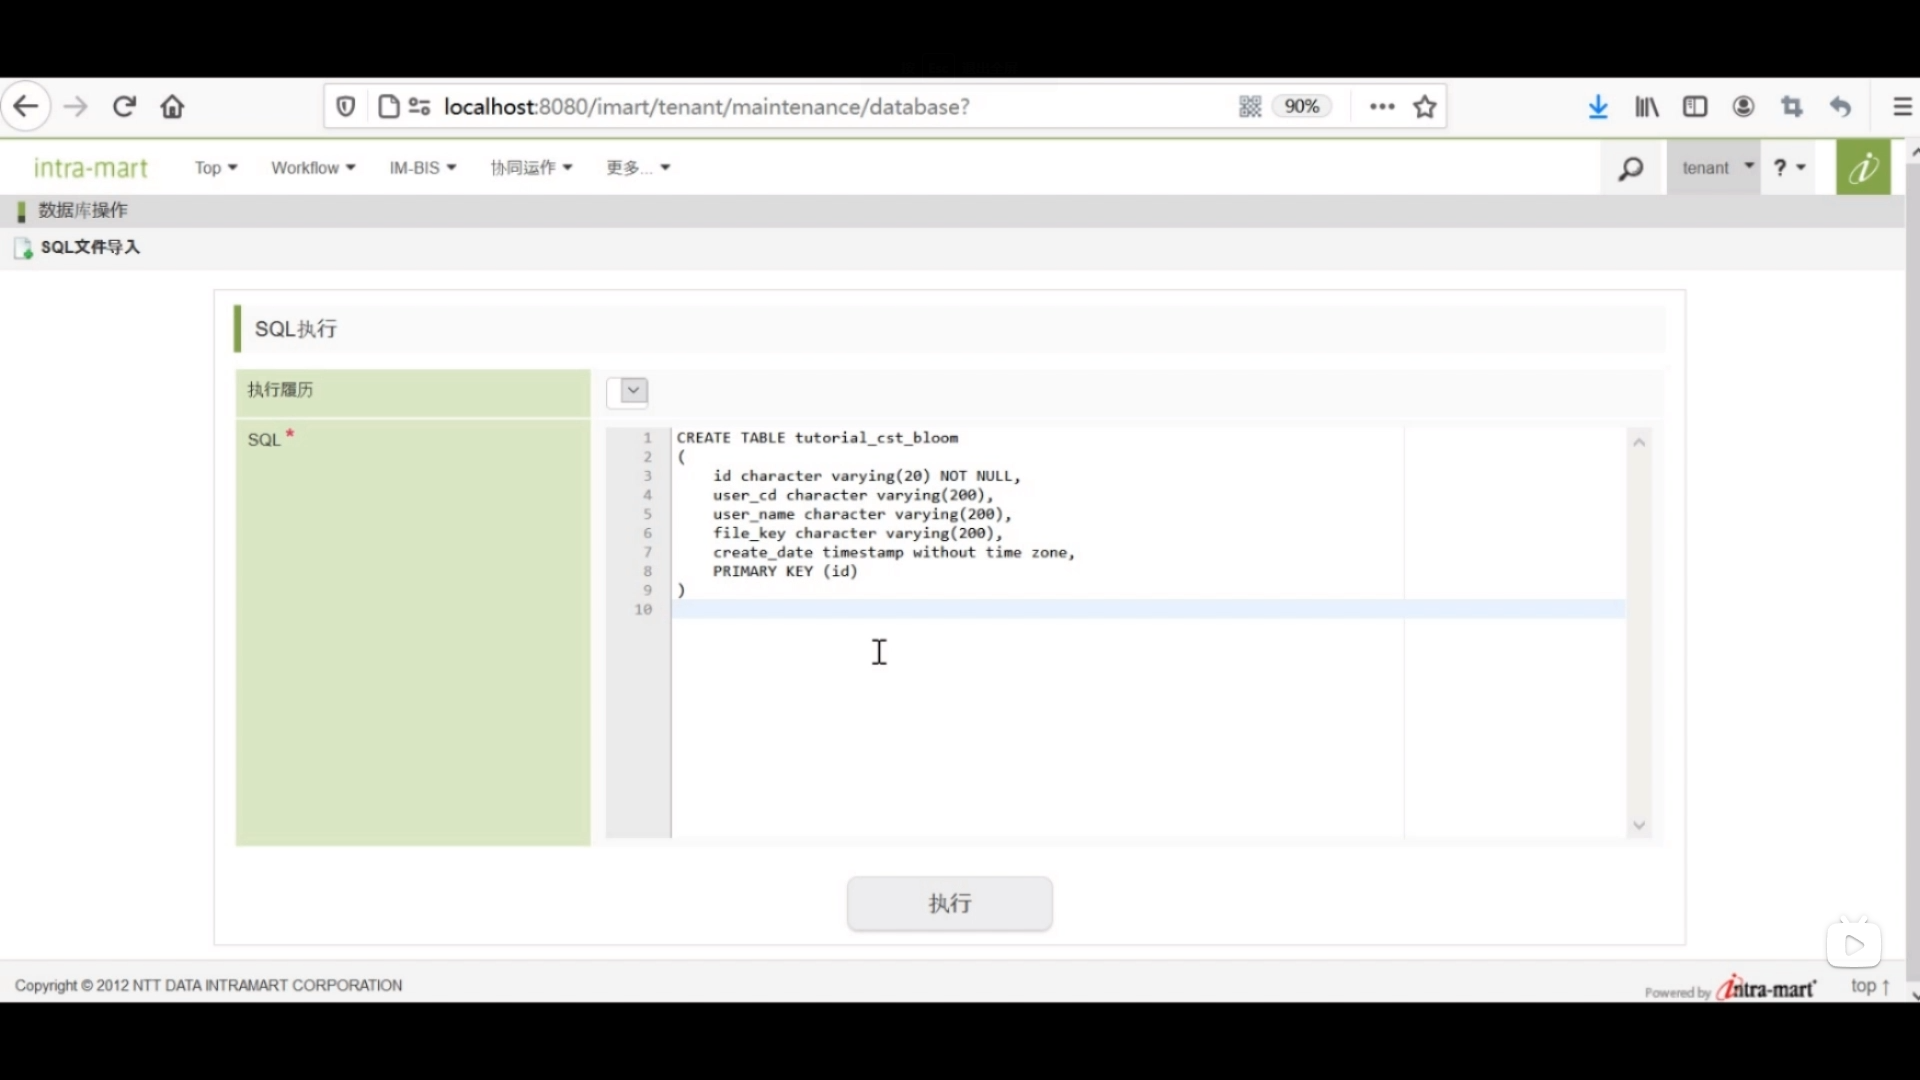 localhost:8080/imart/tenant/maintenance/database?
90%
intra-mart Top Workflow IM-BIS 协同运作 更多... tenant ?
数据库操作
SQL文件导入
SQL执行
执行履历
SQL *
1 CREATE TABLE tutorial_cst_bloom
2 (
3 id character varying(20) NOT NULL,
4 user_cd character varying(200),
5 user_name character varying(200),
6 file_key character varying(200),
7 create_date timestamp without time zone,
8 PRIMARY KEY (id)
9 )
10
执行
Copyright © 2012 NTT DATA INTRAMART CORPORATION
Powered by intra-mart
top ↑